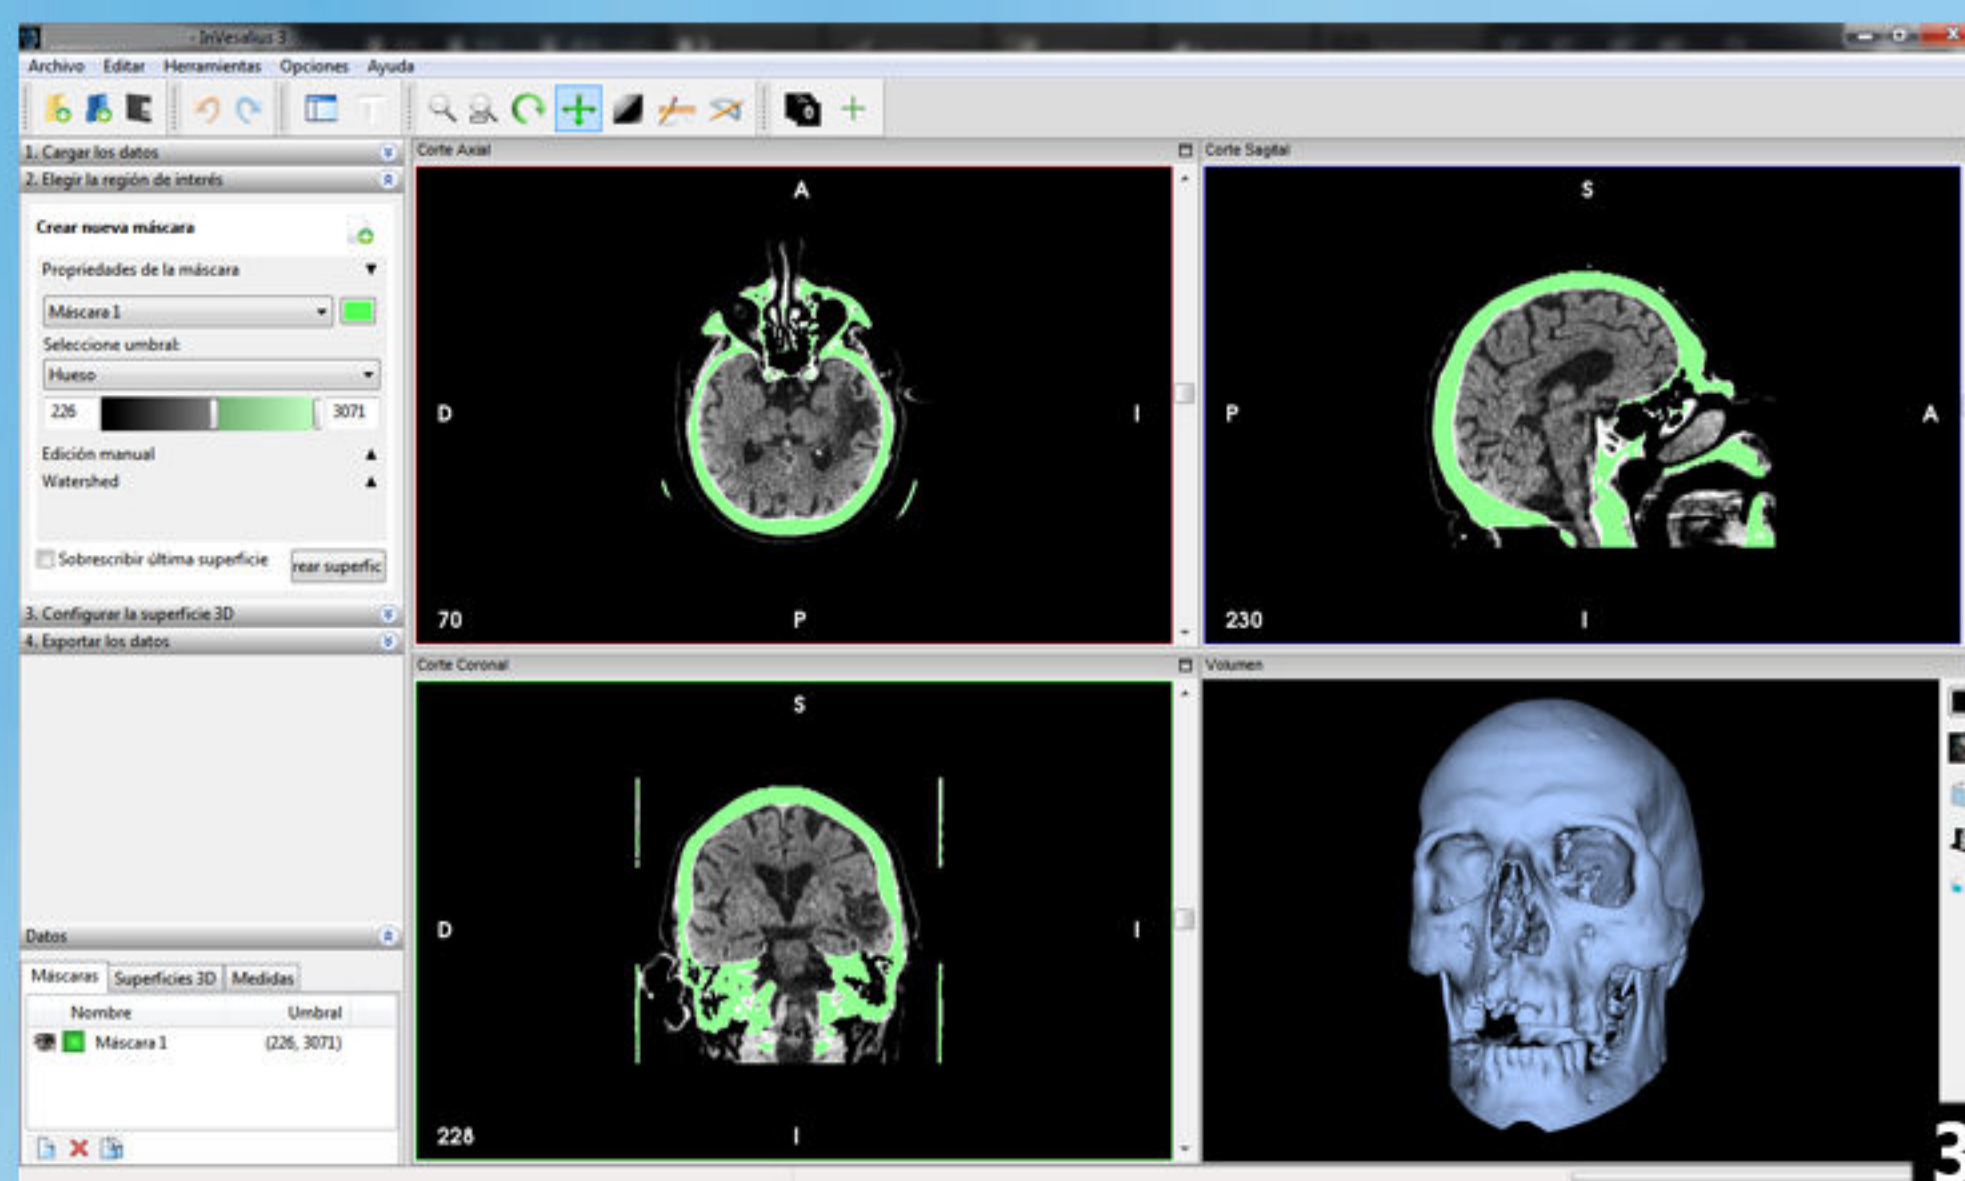 - InVesalius 3
Archivo Editar Herramientas Opciones Ayuda
1. Cargar los datos
2. Elegir la región de interés
Crear nueva máscara
Propiedades de la máscara
Máscara 1
Seleccione umbral:
Hueso
226 3071
Edición manual
Watershed
Sobrescribir última superficie
rear superfic
3. Configurar la superficie 3D
4. Exportar los datos
Datos
Máscaras Superficies 3D Medidas
Nombre Umbral
Máscara 1 (226, 3071)
Corte Axial
A
D I
70 P
Corte Sagital
S
P A
230 I
Corte Coronal
S
D I
228 I
Volumen
3